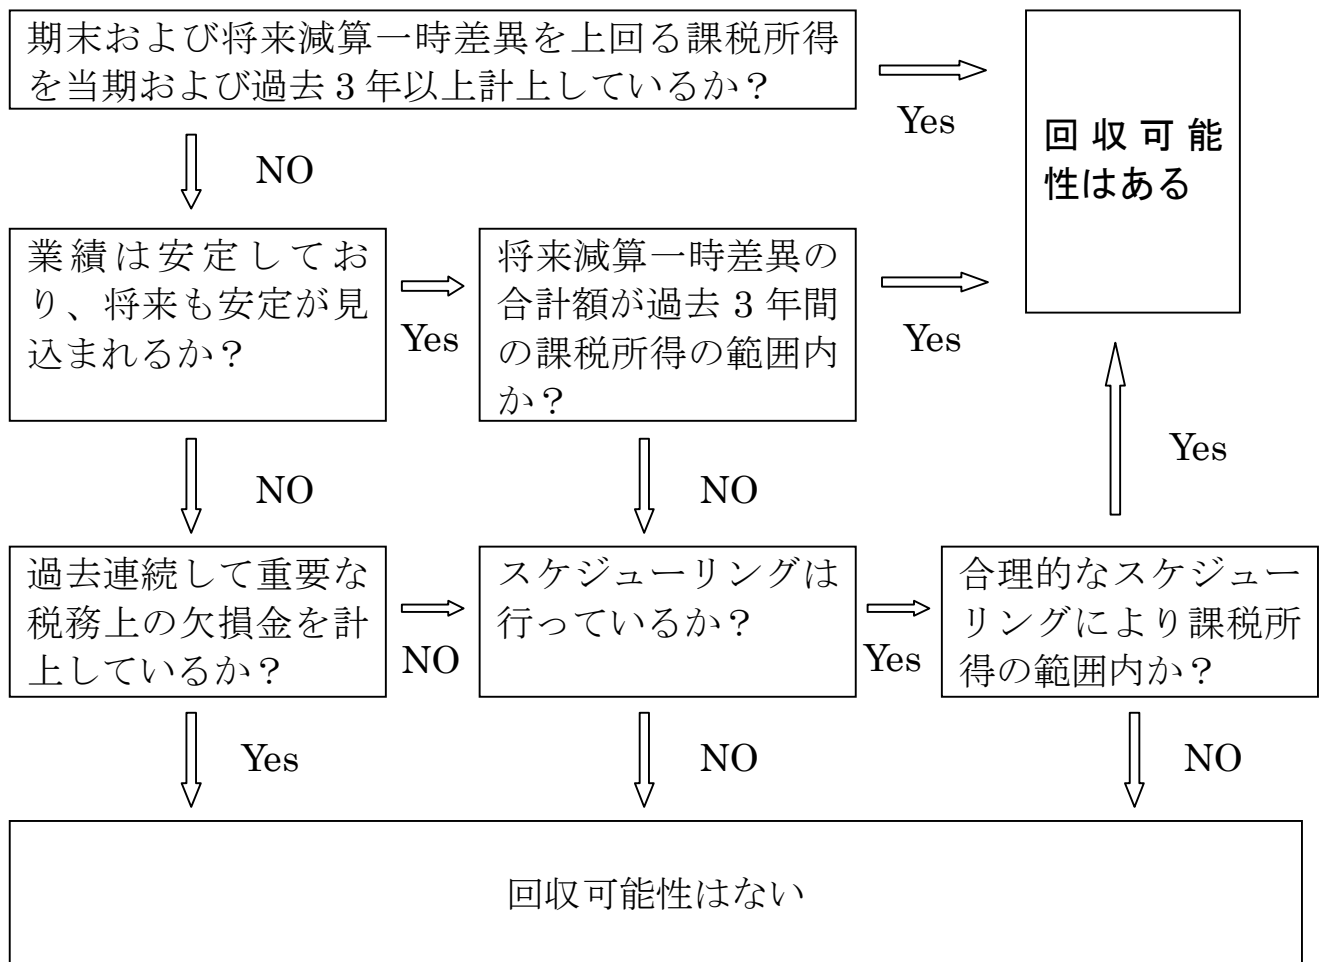 期末および将来減算一時差異を上回る課税所得
を当期および過去3年以上計上しているか？
Yes
回収可能
性はある
NO
業績は安定してお
り、将来も安定が見
込まれるか？
Yes
将来減算一時差異の
合計額が過去3年間
の課税所得の範囲内
か？
Yes
NO
NO
Yes
過去連続して重要な
税務上の欠損金を計
上しているか？
NO
スケジューリングは
行っているか？
Yes
合理的なスケジュー
リングにより課税所
得の範囲内か？
Yes
NO
NO
回収可能性はない